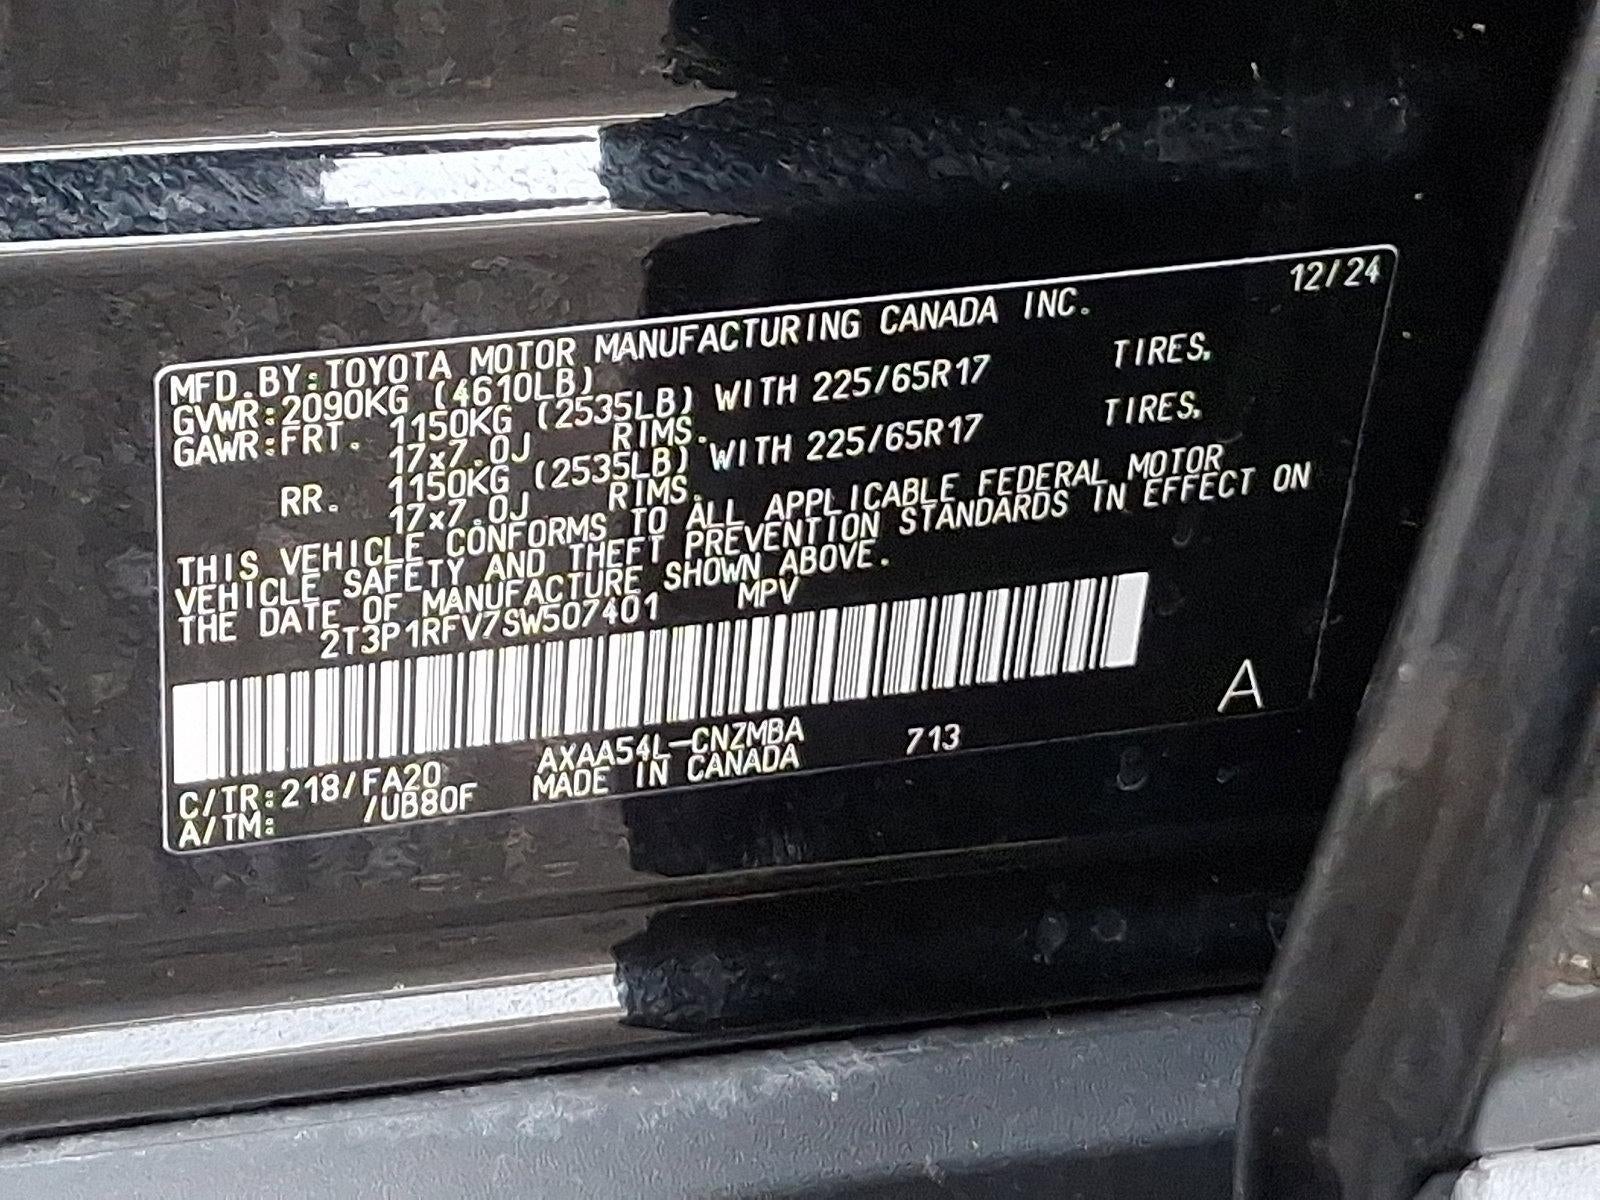 12/24
MFD.BY:TOYOTA MOTOR MANUFACTURING CANADA INC.
GVWR:2090KG (4610LB)
GAWR:FRT. 1150KG (2535LB) WITH 225/65R17 TIRES,
17x7.0J RIMS.
RR. 1150KG (2535LB) WITH 225/65R17 TIRES,
17x7.0J RIMS.
THIS VEHICLE CONFORMS TO ALL APPLICABLE FEDERAL MOTOR
VEHICLE SAFETY AND THEFT PREVENTION STANDARDS IN EFFECT ON
THE DATE OF MANUFACTURE SHOWN ABOVE.
2T3P1RFV7SW507401 MPV
C/TR:218/FA20 AXAA54L-CNZMBA 713 A
A/TM: /UB80F MADE IN CANADA